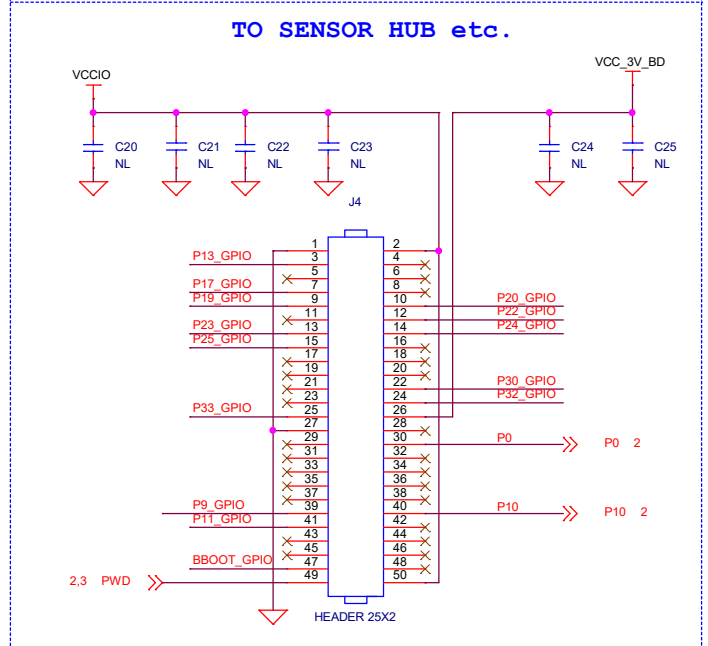 TO SENSOR HUB etc.
VCCIO
VCC_3V_BD
C20
NL
C21
NL
C22
NL
C23
NL
C24
NL
C25
NL
J4
1 2
P13_GPIO 3 4
5 6
P17_GPIO 7 8
P19_GPIO 9 10 P20_GPIO
11 12 P22_GPIO
P23_GPIO 13 14 P24_GPIO
P25_GPIO 15 16
17 18
19 20
21 22 P30_GPIO
23 24 P32_GPIO
P33_GPIO 25 26
27 28
29 30 P0 P0 2
31 32
33 34
35 36
37 38
P9_GPIO 39 40 P10 P10 2
P11_GPIO 41 42
43 44
45 46
BBOOT_GPIO 47 48
2,3 PWD 49 50
HEADER 25X2